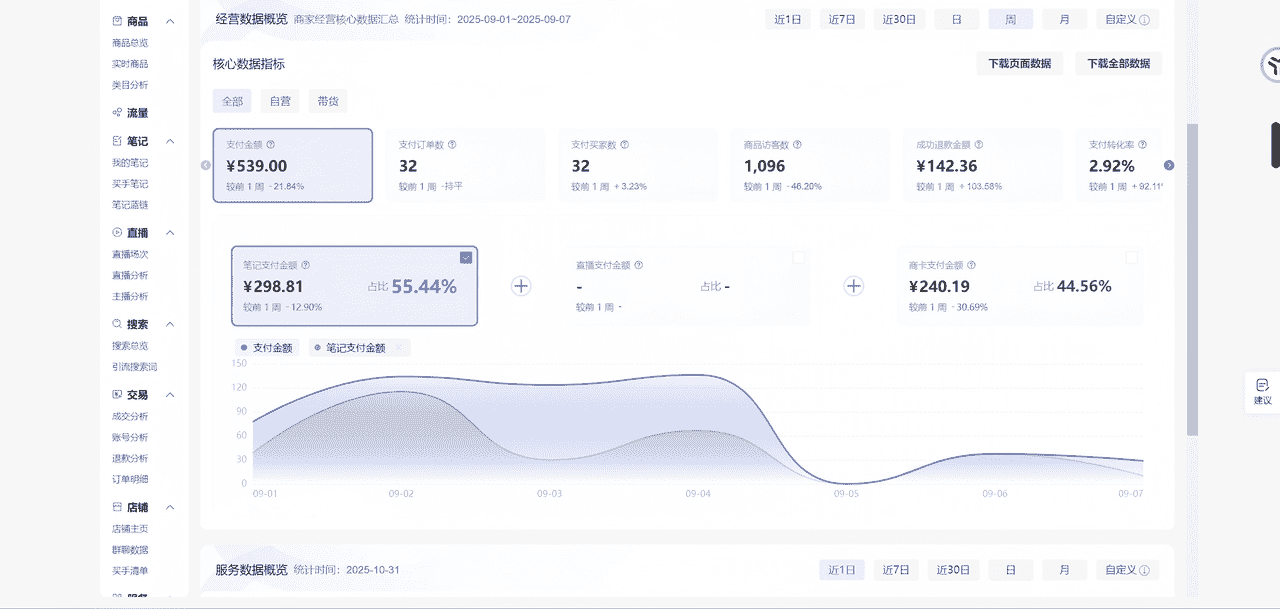 商品
商品总览
实时商品
类目分析
流量
笔记
我的笔记
买手笔记
笔记蓝链
直播
直播场次
直播分析
主播分析
搜索
搜索总览
引流搜索词
交易
成交分析
账号分析
退款分析
订单明细
店铺
店铺主页
群聊数据
买手清单
经营数据概览 商家经营核心数据汇总 统计时间：2025-09-01~2025-09-07
近1日 近7日 近30日 日 周 月 自定义
核心数据指标
下载页面数据 下载全部数据
全部 自营 带货
支付金额 支付订单数 支付买家数 商品访客数 成功退款金额 支付转化率
¥539.00 32 32 1,096 ¥142.36 2.92%
较前 1 周 -21.84% 较前 1 周 -持平 较前 1 周 +3.23% 较前 1 周 -46.20% 较前 1 周 +103.58% 较前 1 周 +92.11
笔记支付金额 直播支付金额 商卡支付金额
¥298.81 占比 55.44% - 占比 - ¥240.19 占比 44.56%
较前 1 周 -12.90% 较前 1 周 - 较前 1 周 -30.69%
支付金额 笔记支付金额
150
120
90
60
30
0
09-01 09-02 09-03 09-04 09-05 09-06 09-07
服务数据概览 统计时间：2025-10-31
近1日 近7日 近30日 日 月 自定义
建议